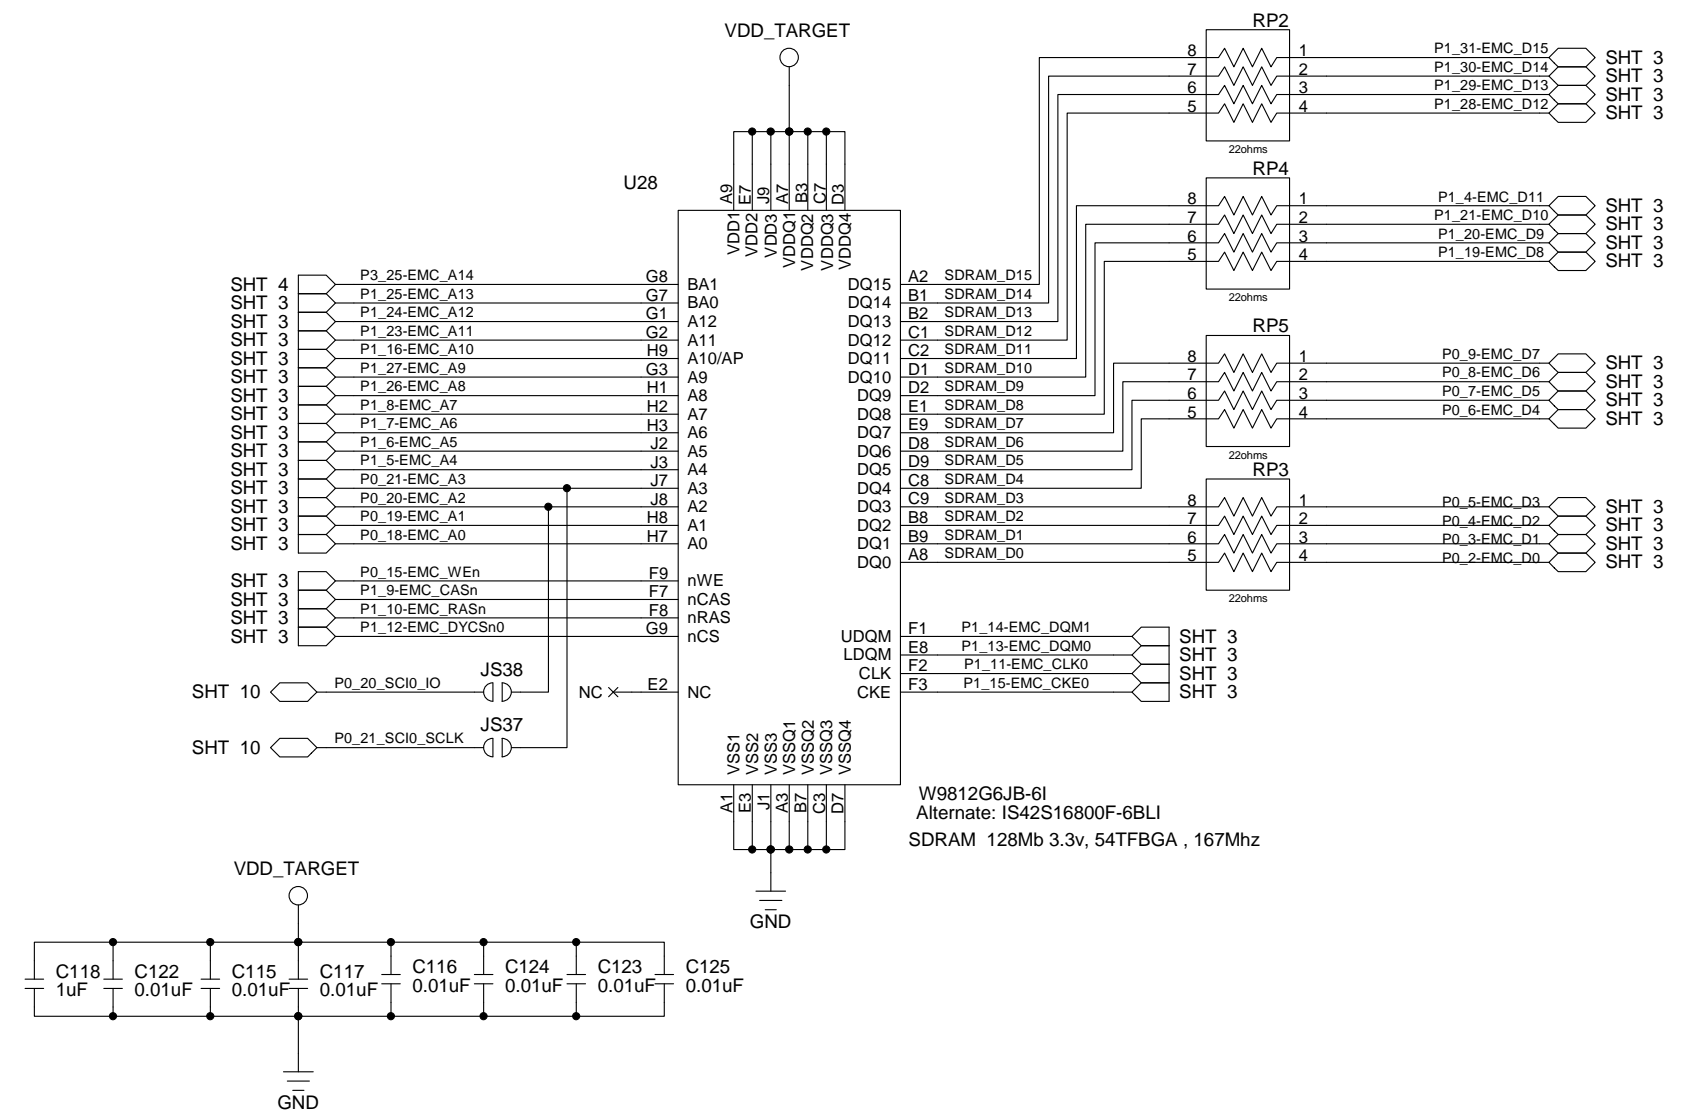 VDD_TARGET
U28
A9 E7 J9 A7 B3 C7 D3
VDD1 VDD2 VDD3 VDDQ1 VDDQ2 VDDQ3 VDDQ4
SHT 4 P3_25-EMC_A14 G8 BA1
SHT 3 P1_25-EMC_A13 G7 BA0
SHT 3 P1_24-EMC_A12 G1 A12
SHT 3 P1_23-EMC_A11 G2 A11
SHT 3 P1_16-EMC_A10 H9 A10/AP
SHT 3 P1_27-EMC_A9 G3 A9
SHT 3 P1_26-EMC_A8 H1 A8
SHT 3 P1_8-EMC_A7 H2 A7
SHT 3 P1_7-EMC_A6 H3 A6
SHT 3 P1_6-EMC_A5 J2 A5
SHT 3 P1_5-EMC_A4 J3 A4
SHT 3 P0_21-EMC_A3 J7 A3
SHT 3 P0_20-EMC_A2 J8 A2
SHT 3 P0_19-EMC_A1 H8 A1
SHT 3 P0_18-EMC_A0 H7 A0
SHT 3 P0_15-EMC_WEn F9 nWE
SHT 3 P1_9-EMC_CASn F7 nCAS
SHT 3 P1_10-EMC_RASn F8 nRAS
SHT 3 P1_12-EMC_DYCSn0 G9 nCS
JS38
SHT 10 P0_20_SCI0_IO
NC E2 NC
JS37
SHT 10 P0_21_SCI0_SCLK
DQ15 A2 SDRAM_D15
DQ14 B1 SDRAM_D14
DQ13 B2 SDRAM_D13
DQ12 C1 SDRAM_D12
DQ11 C2 SDRAM_D11
DQ10 D1 SDRAM_D10
DQ9 D2 SDRAM_D9
DQ8 E1 SDRAM_D8
DQ7 E9 SDRAM_D7
DQ6 D8 SDRAM_D6
DQ5 D9 SDRAM_D5
DQ4 C8 SDRAM_D4
DQ3 C9 SDRAM_D3
DQ2 B8 SDRAM_D2
DQ1 B9 SDRAM_D1
DQ0 A8 SDRAM_D0
UDQM F1 P1_14-EMC_DQM1 SHT 3
LDQM E8 P1_13-EMC_DQM0 SHT 3
CLK F2 P1_11-EMC_CLK0 SHT 3
CKE F3 P1_15-EMC_CKE0 SHT 3
VSS1 VSS2 VSS3 VSSQ1 VSSQ2 VSSQ3 VSSQ4
A1 E3 J1 A3 B7 C3 D7
GND
W9812G6JB-6I
Alternate: IS42S16800F-6BLI
SDRAM 128Mb 3.3v, 54TFBGA , 167Mhz
RP2
8 1 P1_31-EMC_D15 SHT 3
7 2 P1_30-EMC_D14 SHT 3
6 3 P1_29-EMC_D13 SHT 3
5 4 P1_28-EMC_D12 SHT 3
22ohms
RP4
8 1 P1_4-EMC_D11 SHT 3
7 2 P1_21-EMC_D10 SHT 3
6 3 P1_20-EMC_D9 SHT 3
5 4 P1_19-EMC_D8 SHT 3
22ohms
RP5
8 1 P0_9-EMC_D7 SHT 3
7 2 P0_8-EMC_D6 SHT 3
6 3 P0_7-EMC_D5 SHT 3
5 4 P0_6-EMC_D4 SHT 3
22ohms
RP3
8 1 P0_5-EMC_D3 SHT 3
7 2 P0_4-EMC_D2 SHT 3
6 3 P0_3-EMC_D1 SHT 3
5 4 P0_2-EMC_D0 SHT 3
22ohms
VDD_TARGET
C118 C122 C115 C117 C116 C124 C123 C125
1uF 0.01uF 0.01uF 0.01uF 0.01uF 0.01uF 0.01uF 0.01uF
GND